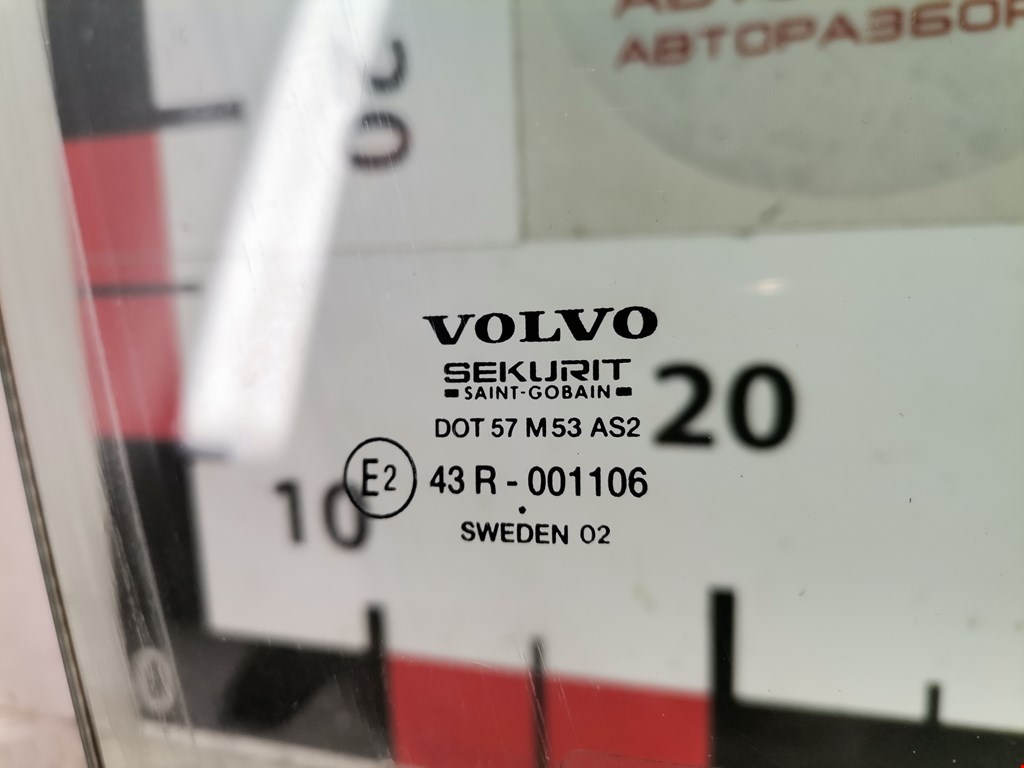 АВТОРАЗБОР
VOLVO
SEKURIT
SAINT-GOBAIN
DOT 57 M53 AS2
20
E2 43 R - 001106
10
SWEDEN 02